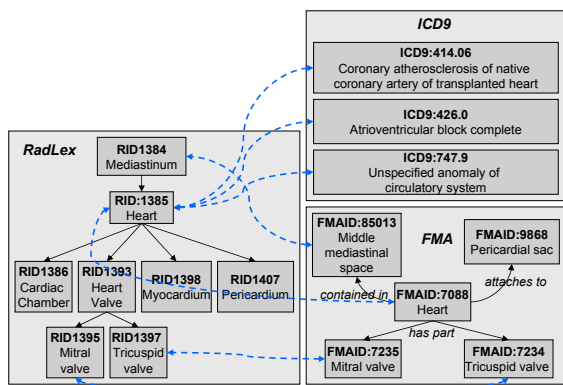 ICD9
ICD9:414.06
Coronary atherosclerosis of native
coronary artery of transplanted heart
ICD9:426.0
Atrioventricular block complete
ICD9:747.9
Unspecified anomaly of
circulatory system
RadLex
RID1384
Mediastinum
RID:1385
Heart
RID1386
Cardiac
Chamber
RID1393
Heart
Valve
RID1398
Myocardium
RID1407
Pericardium
RID1395
Mitral
valve
RID1397
Tricuspid
valve
FMA
FMAID:85013
Middle
mediastinal
space
FMAID:9868
Pericardial sac
contained in
attaches to
FMAID:7088
Heart
has part
FMAID:7235
Mitral valve
FMAID:7234
Tricuspid valve